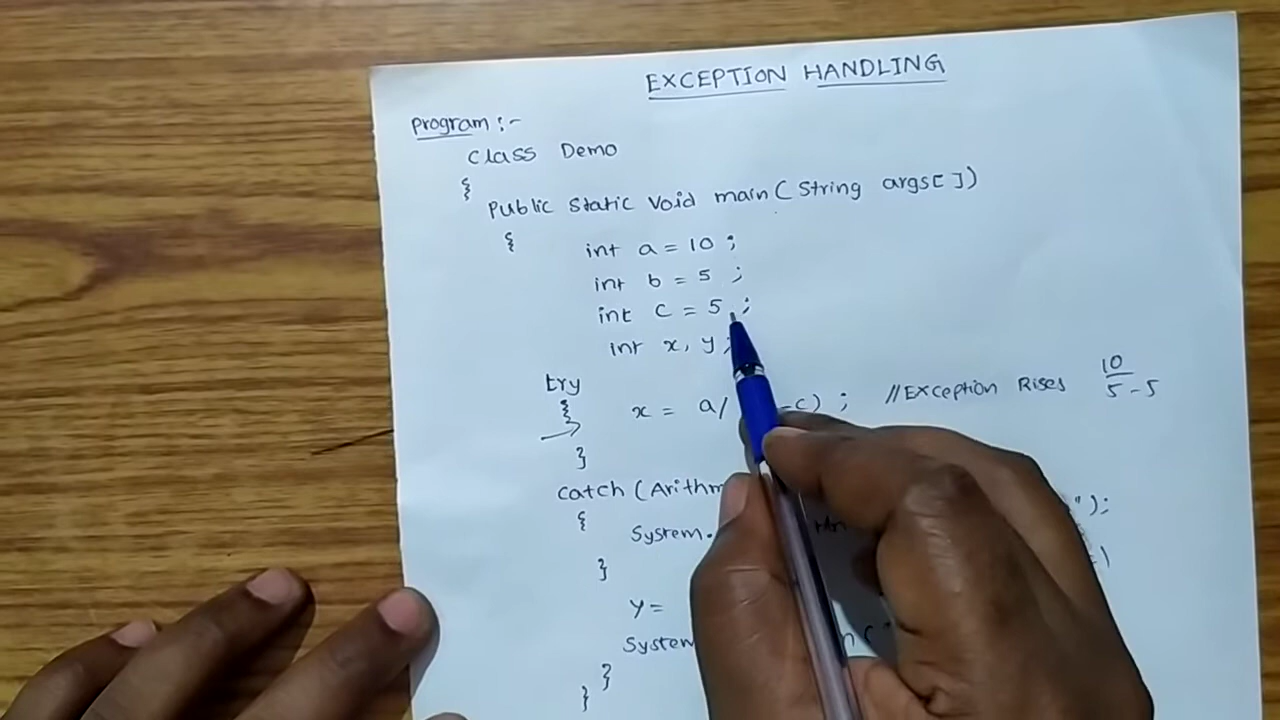 EXCEPTION HANDLING
Program :-
Class Demo
{
Public Static Void main ( String args [ ] )
{ int a = 10 ;
int b = 5 ;
int c = 5 ;
int x, y ;
try
{ x = a/ -c) ; //Exception Rises 10
5 - 5
}
catch (Arithm
{ System. ");
}
y =
System n ( "
}
}